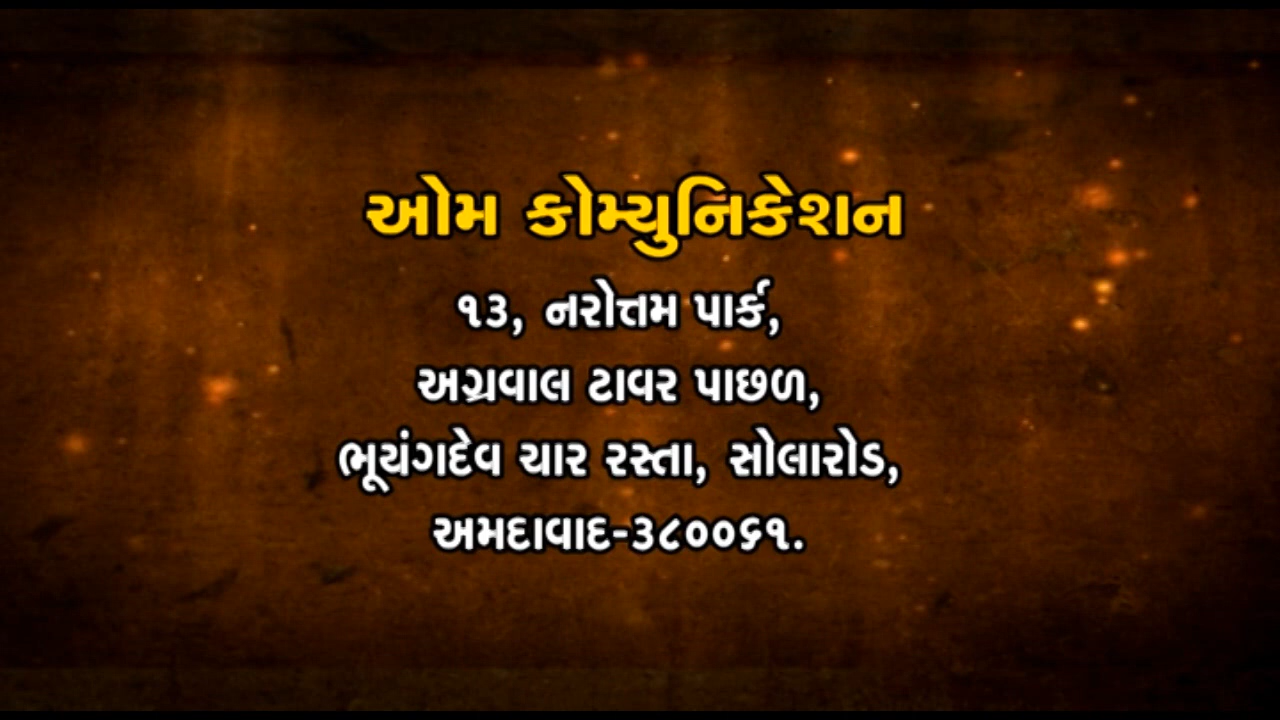 ઓમ કોમ્યુનિકેશન
૧૩, નરોત્તમ પાર્ક,
અગ્રવાલ ટાવર પાછળ,
ભૂયંગદેવ ચાર રસ્તા, સોલારોડ,
અમદાવાદ-૩૮૦૦૬૧.